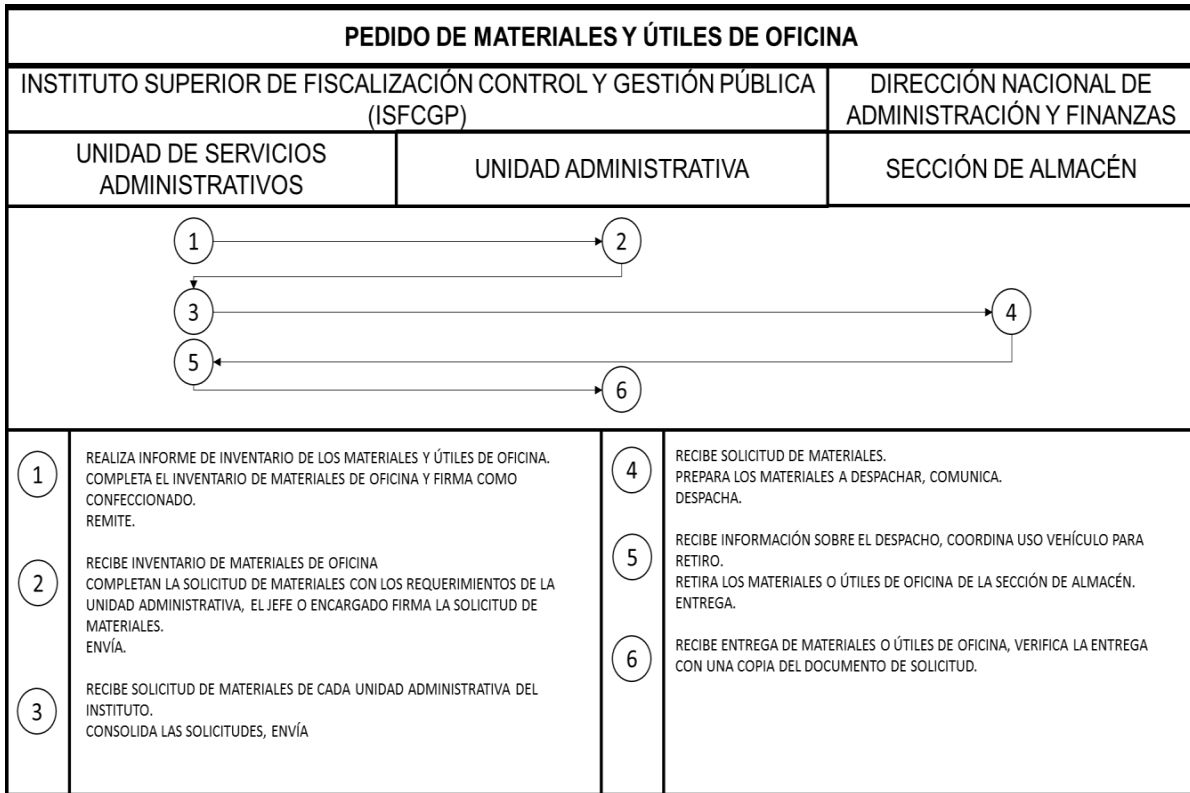 PEDIDO DE MATERIALES Y ÚTILES DE OFICINA
INSTITUTO SUPERIOR DE FISCALIZACIÓN CONTROL Y GESTIÓN PÚBLICA
(ISFCGP)
DIRECCIÓN NACIONAL DE
ADMINISTRACIÓN Y FINANZAS
UNIDAD DE SERVICIOS
ADMINISTRATIVOS
UNIDAD ADMINISTRATIVA
SECCIÓN DE ALMACÉN
1
2
3
4
5
6
1
REALIZA INFORME DE INVENTARIO DE LOS MATERIALES Y ÚTILES DE OFICINA.
COMPLETA EL INVENTARIO DE MATERIALES DE OFICINA Y FIRMA COMO
CONFECCIONADO.
REMITE.
2
RECIBE INVENTARIO DE MATERIALES DE OFICINA
COMPLETAN LA SOLICITUD DE MATERIALES CON LOS REQUERIMIENTOS DE LA
UNIDAD ADMINISTRATIVA, EL JEFE O ENCARGADO FIRMA LA SOLICITUD DE
MATERIALES.
ENVÍA.
3
RECIBE SOLICITUD DE MATERIALES DE CADA UNIDAD ADMINISTRATIVA DEL
INSTITUTO.
CONSOLIDA LAS SOLICITUDES, ENVÍA
4
RECIBE SOLICITUD DE MATERIALES.
PREPARA LOS MATERIALES A DESPACHAR, COMUNICA.
DESPACHA.
5
RECIBE INFORMACIÓN SOBRE EL DESPACHO, COORDINA USO VEHÍCULO PARA
RETIRO.
RETIRA LOS MATERIALES O ÚTILES DE OFICINA DE LA SECCIÓN DE ALMACÉN.
ENTREGA.
6
RECIBE ENTREGA DE MATERIALES O ÚTILES DE OFICINA, VERIFICA LA ENTREGA
CON UNA COPIA DEL DOCUMENTO DE SOLICITUD.